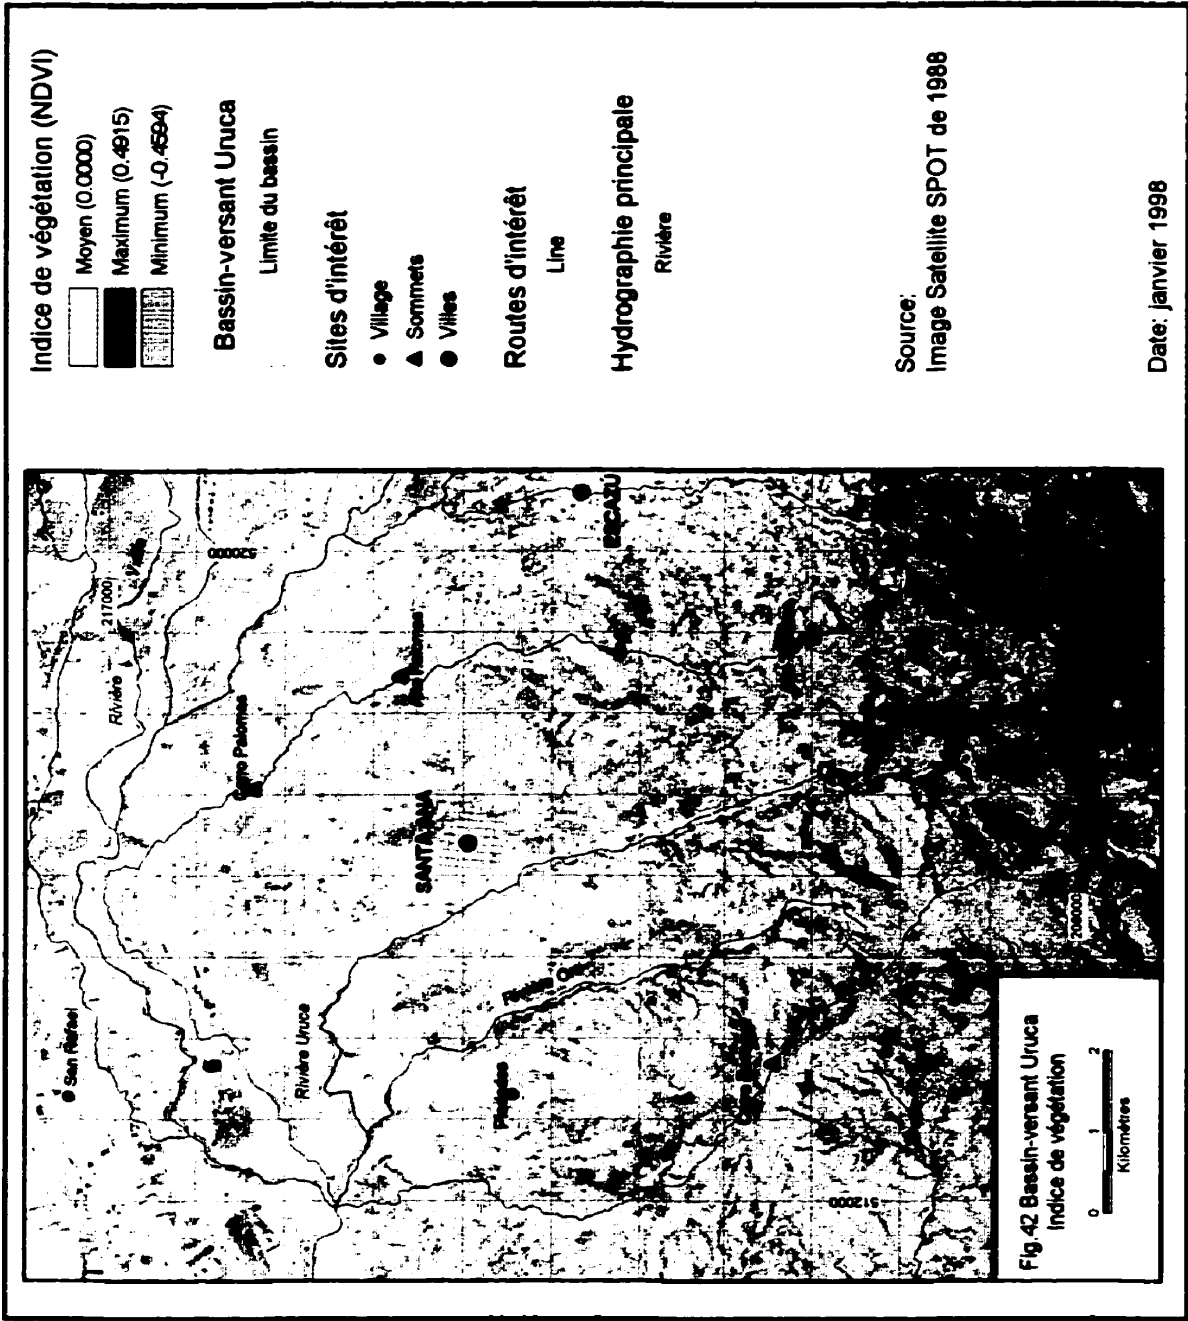 Indice de végétation (NDVI)
Moyen (0.0000)
Maximum (0.4915)
Minimum (-0.4594)
Bassin-versant Uruca
Limite du bassin
Sites d'intérêt
Village
Sommets
Villes
Routes d'intérêt
Line
Hydrographie principale
Rivière
Source:
Image Satellite SPOT de 1988
Date: janvier 1998
San Rafael
Rivière
217000
520000
Cerro Palomas
SANTA ANA
ESCAZU
Rivière Uruca
Piedades
208000
512000
Fig.42 Bassin-versant Uruca
Indice de végétation
0 1 2
Kilomètres